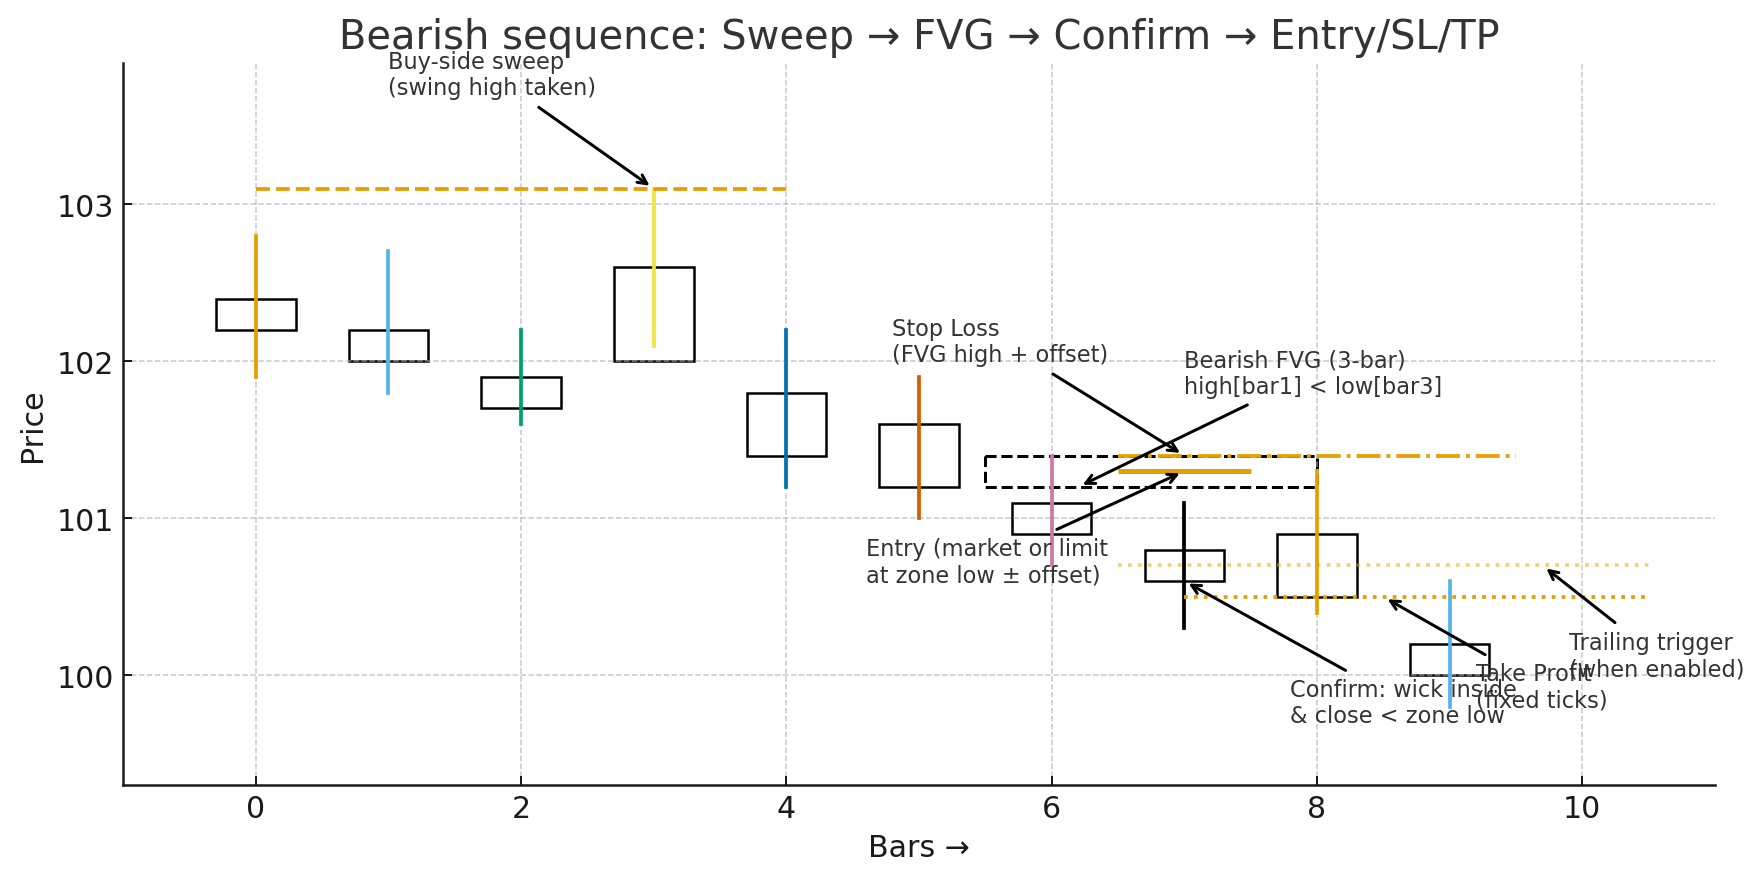 Bearish sequence: Sweep → FVG → Confirm → Entry/SL/TP
Buy-side sweep
(swing high taken)
Stop Loss
(FVG high + offset)
Bearish FVG (3-bar)
high[bar1] < low[bar3]
Entry (market or limit
at zone low ± offset)
Trailing trigger
(when enabled)
Take Profit
(fixed ticks)
Confirm: wick inside
& close < zone low
Price
103
102
101
100
0 2 4 6 8 10
Bars →